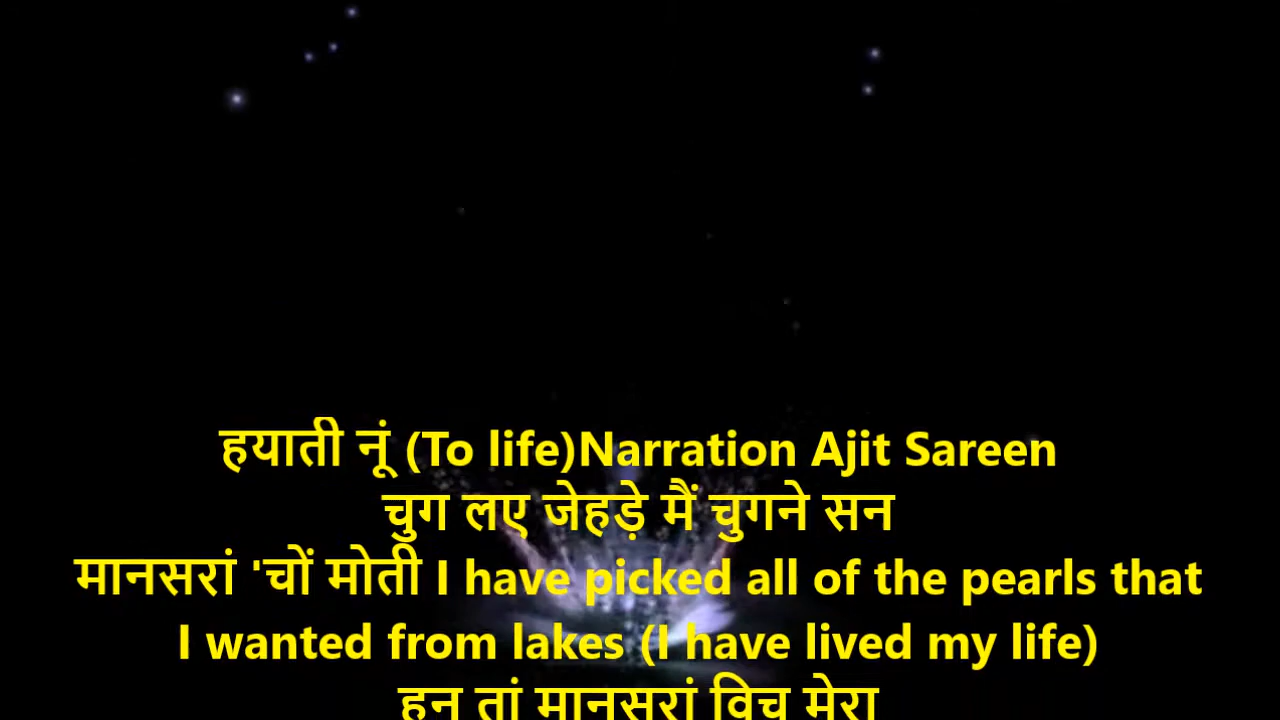 हयाती नूं (To life)Narration Ajit Sareen
चुग लए जेहड़े मैं चुगने सन
मानसरां 'चों मोती I have picked all of the pearls that
I wanted from lakes (I have lived my life)
हुन तां मानसरां विच मेरा